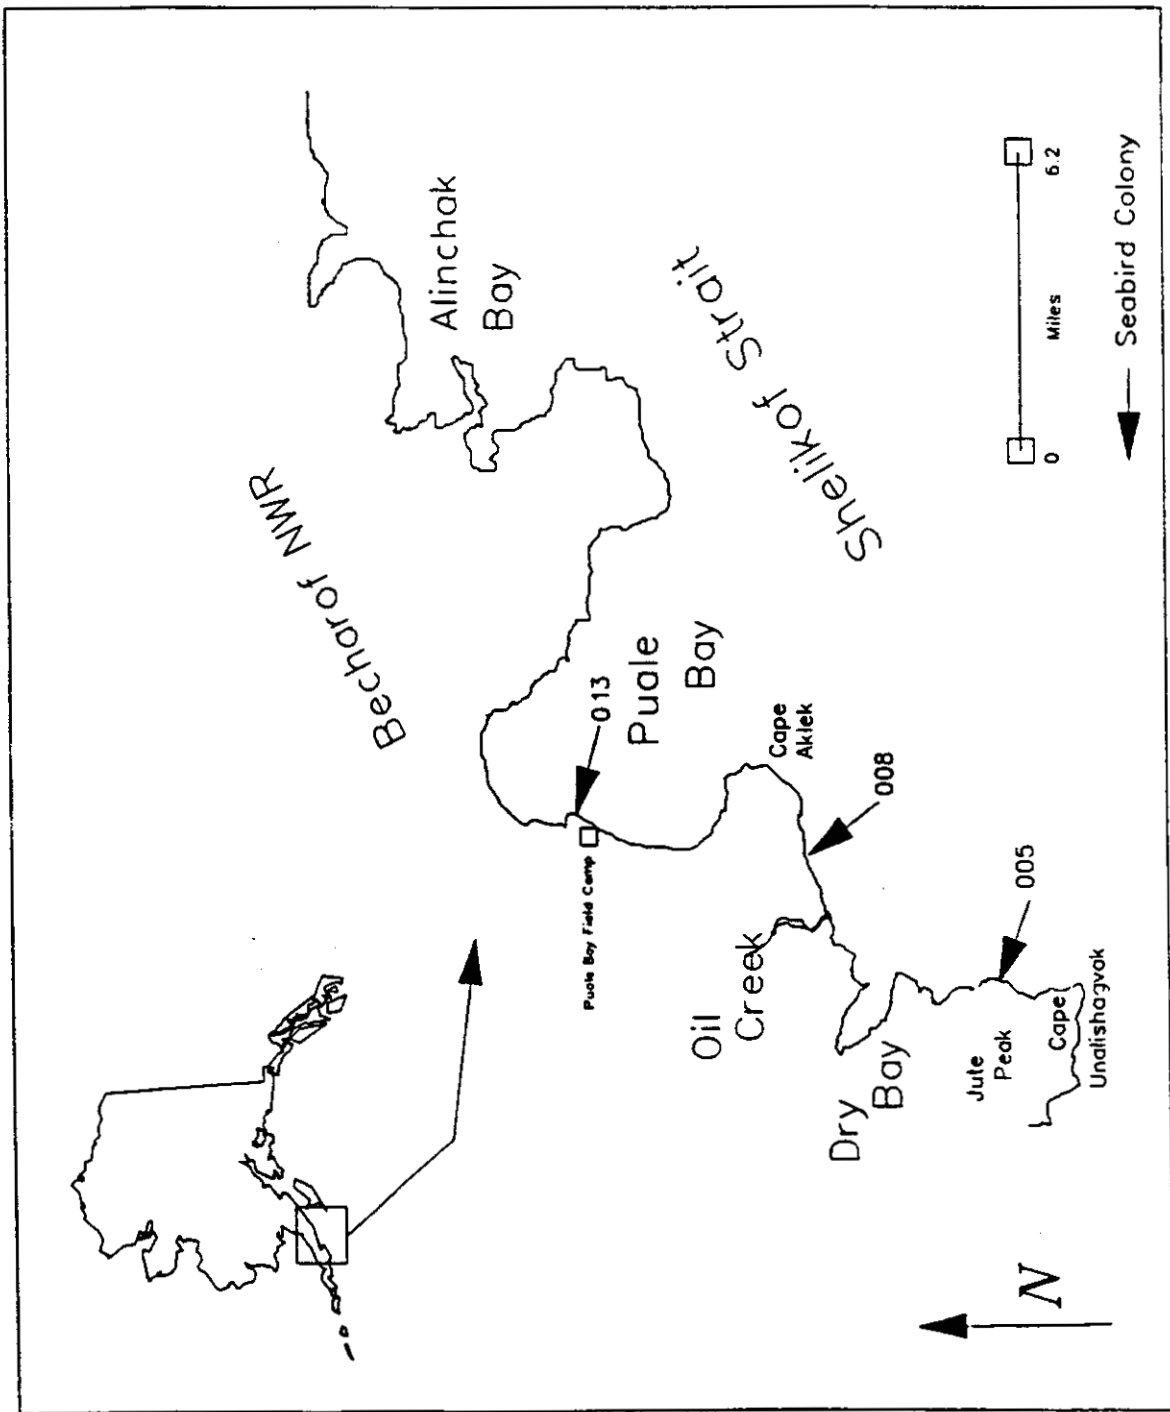 Becharof NWR
Alinchak
Bay
Shelikof Strait
Puale
Bay
013
Puale Bay Field Camp
Cape
Aklek
008
Oil
Creek
Dry
Bay
005
Jute
Peak
Cape
Unalishagvak
0 Miles 6.2
Seabird Colony
N